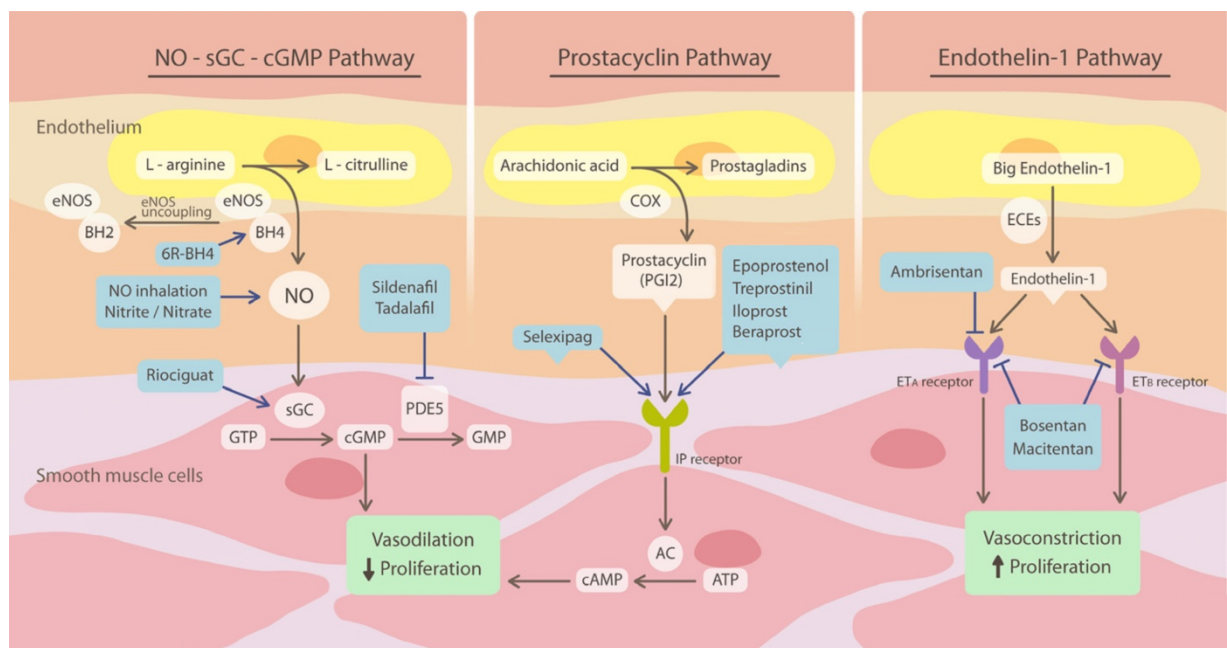 NO - sGC - cGMP Pathway
Endothelium
L - arginine
L - citrulline
eNOS
BH2
eNOS
uncoupling
eNOS
BH4
6R-BH4
NO inhalation
Nitrite / Nitrate
NO
Sildenafil
Tadalafil
Riociguat
sGC
PDE5
GTP
cGMP
GMP
Smooth muscle cells
Vasodilation
Proliferation
Prostacyclin Pathway
Arachidonic acid
Prostagladins
COX
Prostacyclin
(PGI2)
Epoprostenol
Treprostinil
Iloprost
Beraprost
Selexipag
IP receptor
AC
cAMP
ATP
Endothelin-1 Pathway
Big Endothelin-1
ECEs
Ambrisentan
Endothelin-1
ETA receptor
ETB receptor
Bosentan
Macitentan
Vasoconstriction
Proliferation